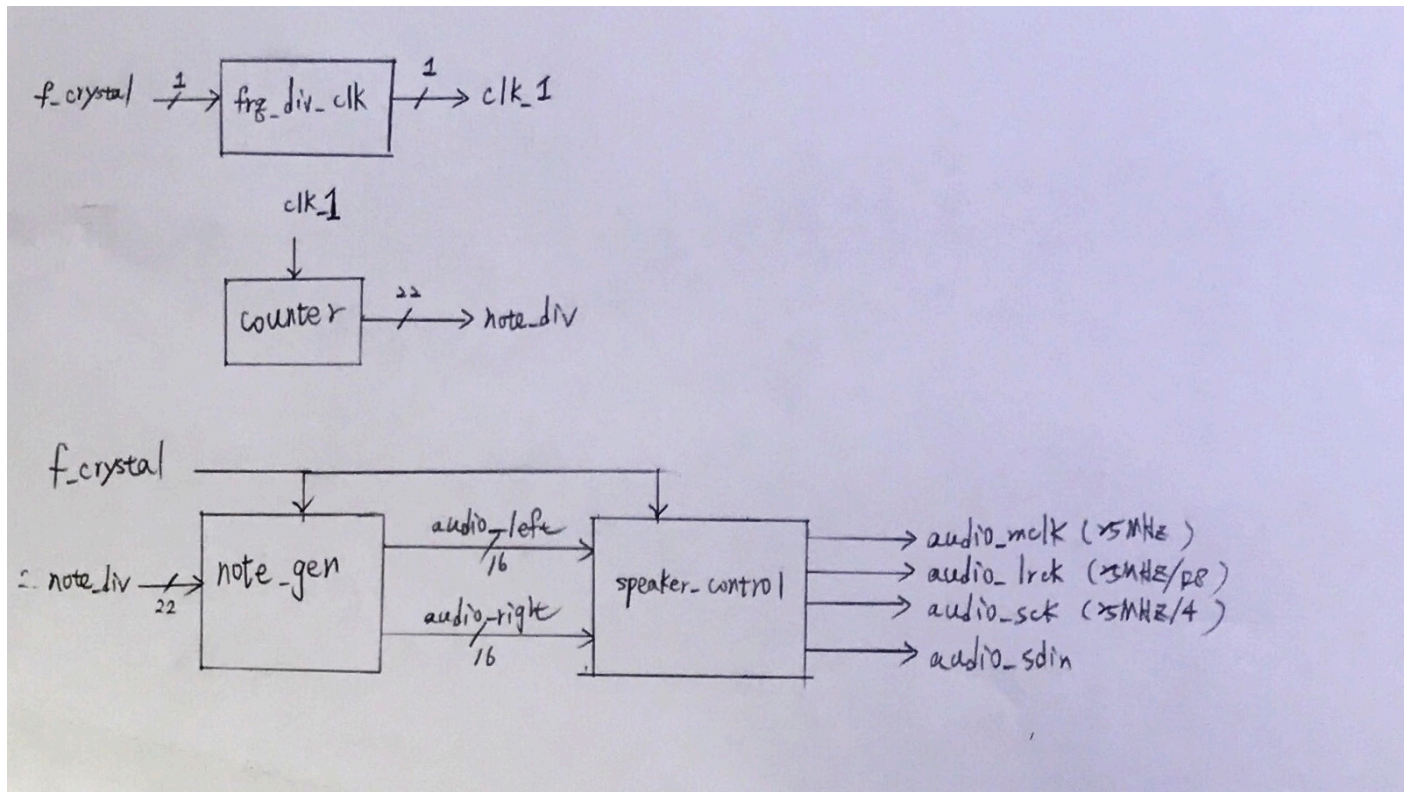 f_crystal 1 frq_div_clk 1 clk_1
clk_1
counter 22 note_div
f_crystal
note_div 22 note_gen
audio_left
16
audio_right
16
speaker_control
audio_mclk (25MHz)
audio_lrck (25MHz/128)
audio_sck (25MHz/4)
audio_sdin